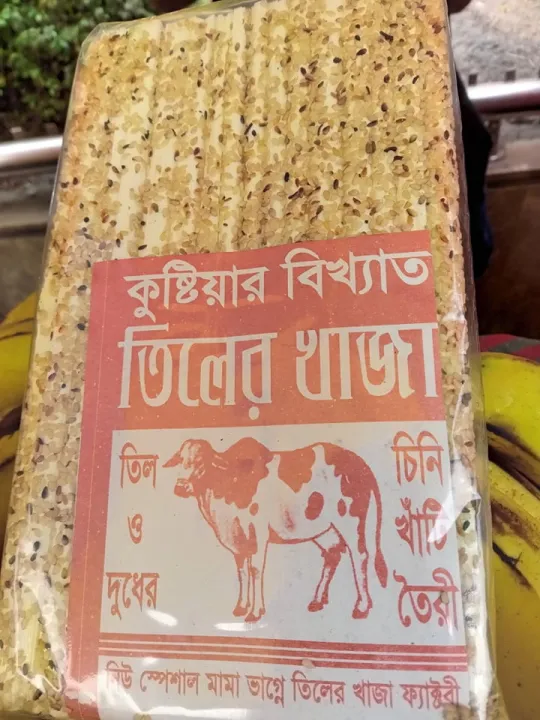 কুষ্টিয়ার বিখ্যাত
তিলের খাজা
তিল
ও
দুধের
চিনি
খাঁটি
তৈরী
নিউ স্পেশাল মামা ভাগ্নে তিলের খাজা ফ্যাক্টরী